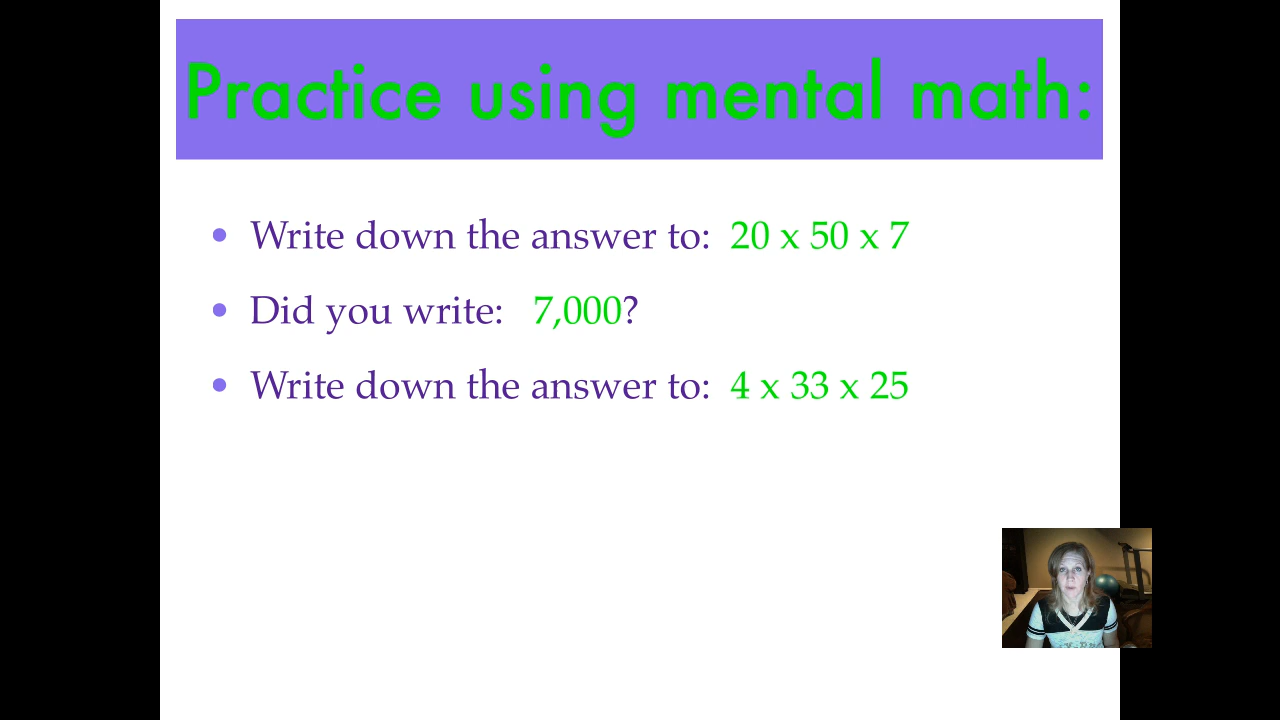 Practice using mental math:
• Write down the answer to: 20 x 50 x 7
• Did you write: 7,000?
• Write down the answer to: 4 x 33 x 25